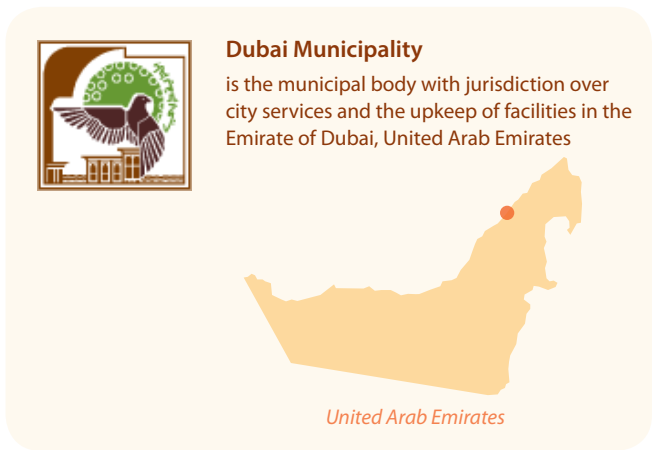 Dubai Municipality
is the municipal body with jurisdiction over
city services and the upkeep of facilities in the
Emirate of Dubai, United Arab Emirates
United Arab Emirates